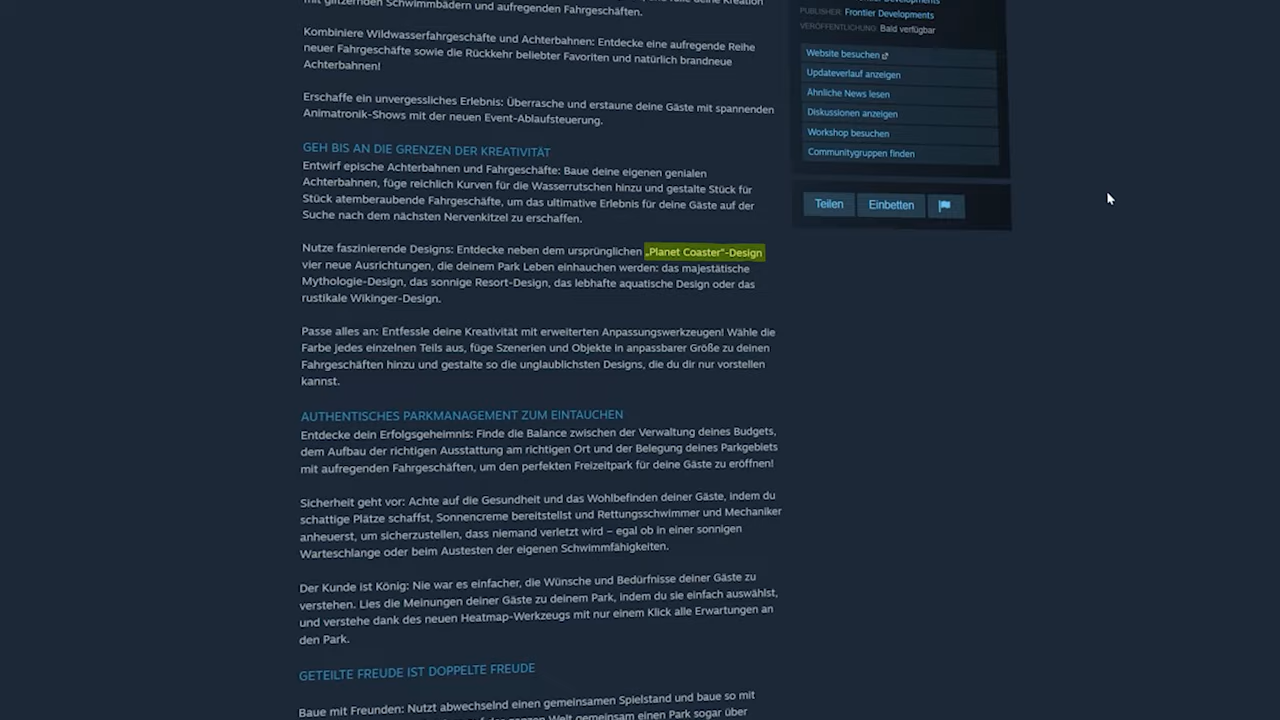 mit glitzernden Schwimmbädern und aufregenden Fahrgeschäften.
Kombiniere Wildwasserfahrgeschäfte und Achterbahnen: Entdecke eine aufregende Reihe
neuer Fahrgeschäfte sowie die Rückkehr beliebter Favoriten und natürlich brandneue
Achterbahnen!
Erschaffe ein unvergessliches Erlebnis: Überrasche und erstaune deine Gäste mit spannenden
Animatronik-Shows mit der neuen Event-Ablaufsteuerung.
GEH BIS AN DIE GRENZEN DER KREATIVITÄT
Entwirf epische Achterbahnen und Fahrgeschäfte: Baue deine eigenen genialen
Achterbahnen, füge reichlich Kurven für die Wasserrutschen hinzu und gestalte Stück für
Stück atemberaubende Fahrgeschäfte, um das ultimative Erlebnis für deine Gäste auf der
Suche nach dem nächsten Nervenkitzel zu erschaffen.
Nutze faszinierende Designs: Entdecke neben dem ursprünglichen „Planet Coaster"-Design
vier neue Ausrichtungen, die deinem Park Leben einhauchen werden: das majestätische
Mythologie-Design, das sonnige Resort-Design, das lebhafte aquatische Design oder das
rustikale Wikinger-Design.
Passe alles an: Entfessle deine Kreativität mit erweiterten Anpassungswerkzeugen! Wähle die
Farbe jedes einzelnen Teils aus, füge Szenerien und Objekte in anpassbarer Größe zu deinen
Fahrgeschäften hinzu und gestalte so die unglaublichsten Designs, die du dir nur vorstellen
kannst.
AUTHENTISCHES PARKMANAGEMENT ZUM EINTAUCHEN
Entdecke dein Erfolgsgeheimnis: Finde die Balance zwischen der Verwaltung deines Budgets,
dem Aufbau der richtigen Ausstattung am richtigen Ort und der Belegung deines Parkgebiets
mit aufregenden Fahrgeschäften, um den perfekten Freizeitpark für deine Gäste zu eröffnen!
Sicherheit geht vor: Achte auf die Gesundheit und das Wohlbefinden deiner Gäste, indem du
schattige Plätze schaffst, Sonnencreme bereitstellst und Rettungsschwimmer und Mechaniker
anheuerst, um sicherzustellen, dass niemand verletzt wird – egal ob in einer sonnigen
Warteschlange oder beim Austesten der eigenen Schwimmfähigkeiten.
Der Kunde ist König: Nie war es einfacher, die Wünsche und Bedürfnisse deiner Gäste zu
verstehen. Lies die Meinungen deiner Gäste zu deinem Park, indem du sie einfach auswählst,
und verstehe dank des neuen Heatmap-Werkzeugs mit nur einem Klick alle Erwartungen an
den Park.
GETEILTE FREUDE IST DOPPELTE FREUDE
Baue mit Freunden: Nutzt abwechselnd einen gemeinsamen Spielstand und baue so mit
Welt gemeinsam einen Park sogar über
PUBLISHER: Frontier Developments
VERÖFFENTLICHUNG: Bald verfügbar
Website besuchen
Updateverlauf anzeigen
Ähnliche News lesen
Diskussionen anzeigen
Workshop besuchen
Communitygruppen finden
Teilen
Einbetten